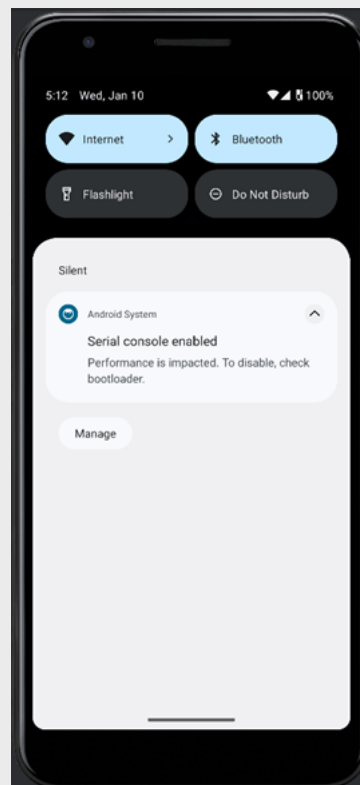 5:12 Wed, Jan 10 100%
Internet Bluetooth
Flashlight Do Not Disturb
Silent
Android System
Serial console enabled
Performance is impacted. To disable, check
bootloader.
Manage